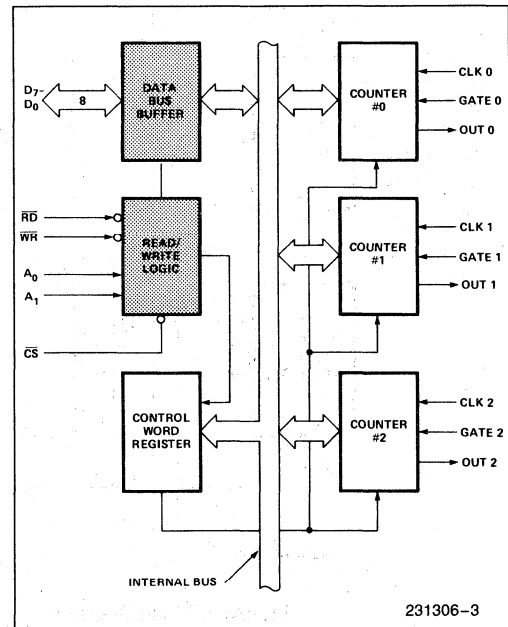 D7-
D0
8
DATA
BUS
BUFFER
COUNTER
#0
CLK 0
GATE 0
OUT 0
RD
WR
A0
A1
CS
READ/
WRITE
LOGIC
COUNTER
#1
CLK 1
GATE 1
OUT 1
CONTROL
WORD
REGISTER
COUNTER
#2
CLK 2
GATE 2
OUT 2
INTERNAL BUS
231306-3